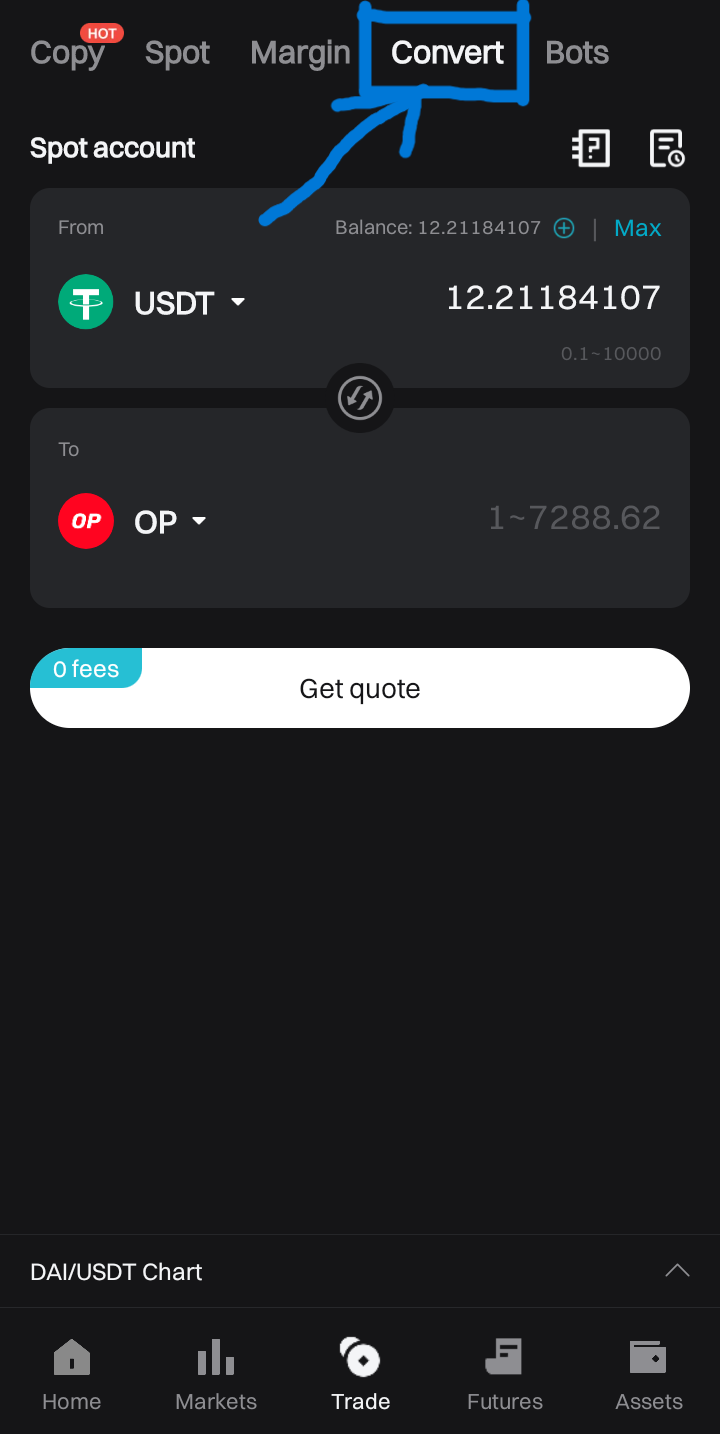 HOT
Copy Spot Margin Convert Bots
Spot account
From Balance: 12.21184107 | Max
USDT 12.21184107
0.1~10000
To
OP OP 1~7288.62
0 fees
Get quote
DAI/USDT Chart
Home Markets Trade Futures Assets